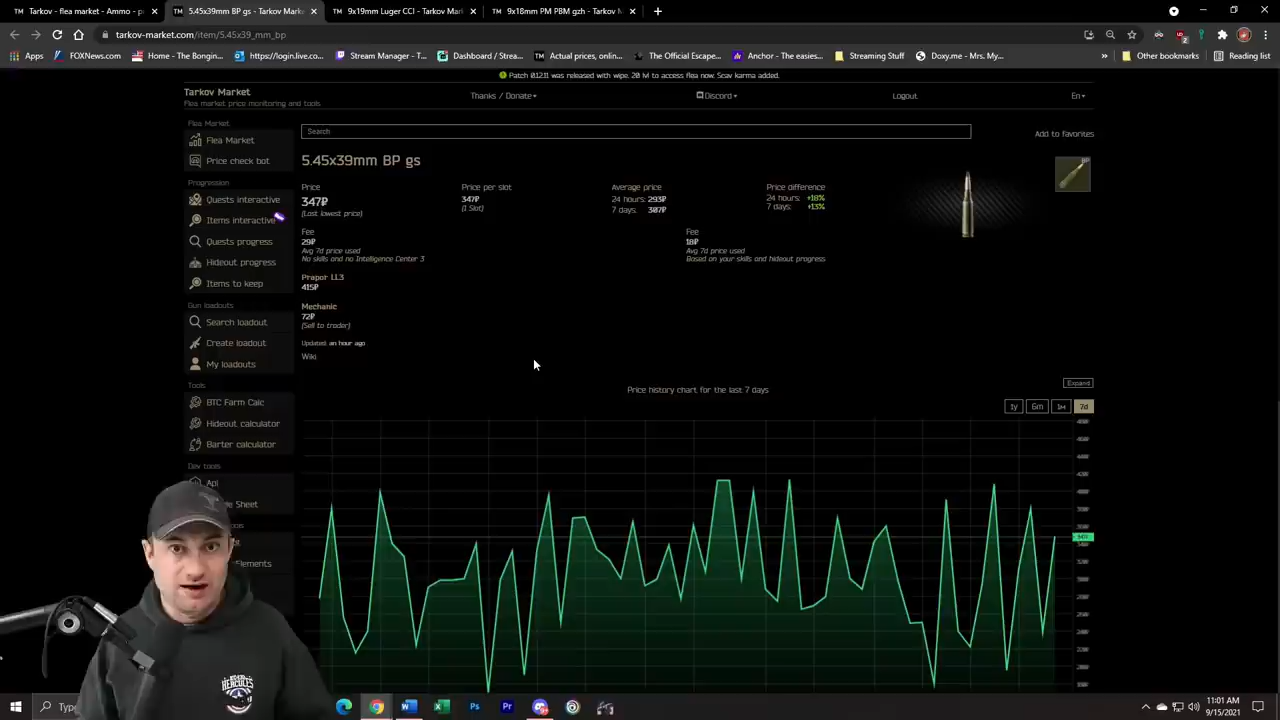 Tarkov - flea market - Ammo - p
5.45x39mm BP gs - Tarkov Marke
9x19mm Luger CCI - Tarkov Mark
9x18mm PM PBM gzh - Tarkov M
tarkov-market.com/item/5.45x39_mm_bp
Apps
FOXNews.com
Home - The Bongin...
https://login.live.co...
Stream Manager - T...
Dashboard / Strea...
Actual prices, onlin...
The Official Escape...
Anchor - The easies...
Streaming Stuff
Doxy.me - Mrs. My...
Other bookmarks
Reading list
Patch 0.12.11 was released with wipe. 20 lvl to access flea now. Scav karma added.
Tarkov Market
Flea market price monitoring and tools
Thanks / Donate
Discord
Logout
En
Flea Market
Flea Market
Price check bot
Progression
Quests interactive
Items interactive
Quests progress
Hideout progress
Items to keep
Gun loadouts
Search loadout
Create loadout
My loadouts
Tools
BTC Farm Calc
Hideout calculator
Barter calculator
Dev tools
Api
Sheet
Search
Add to favorites
5.45x39mm BP gs
BP
Price
347₽
(Last lowest price)
Price per slot
347₽
(1 Slot)
Average price
24 hours: 293₽
7 days: 307₽
Price difference
24 hours: +18%
7 days: +13%
Fee
29₽
Avg 7d price used
No skills and no Intelligence Center 3
Fee
18₽
Avg 7d price used
Based on your skills and hideout progress
Prapor LL3
415₽
Mechanic
72₽
(Sell to trader)
Updated: an hour ago
Wiki
Price history chart for the last 7 days
Expand
1y
6m
1м
7d
347₽
Type
11:01 AM
9/15/2021